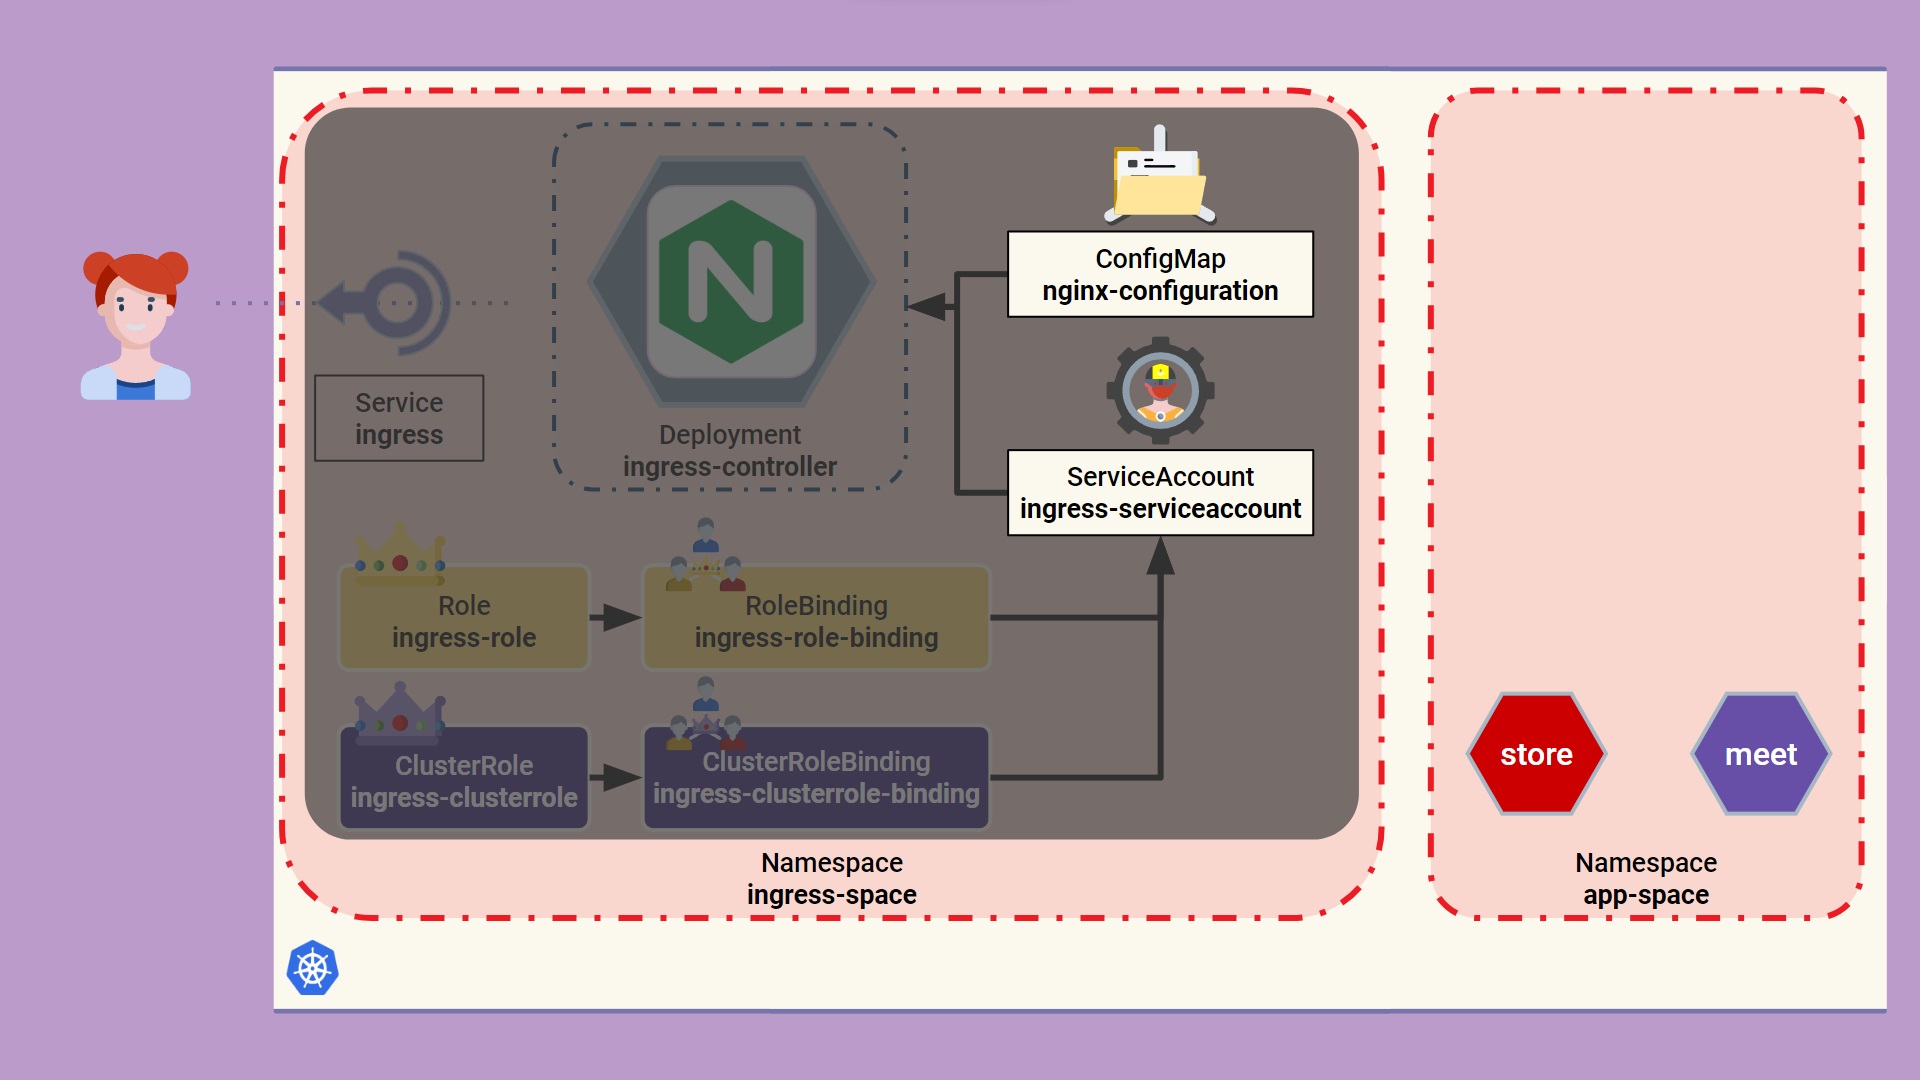 ConfigMap
nginx-configuration
Service
ingress
Deployment
ingress-controller
ServiceAccount
ingress-serviceaccount
Role
ingress-role
RoleBinding
ingress-role-binding
ClusterRole
ingress-clusterrole
ClusterRoleBinding
ingress-clusterrole-binding
Namespace
ingress-space
store
meet
Namespace
app-space